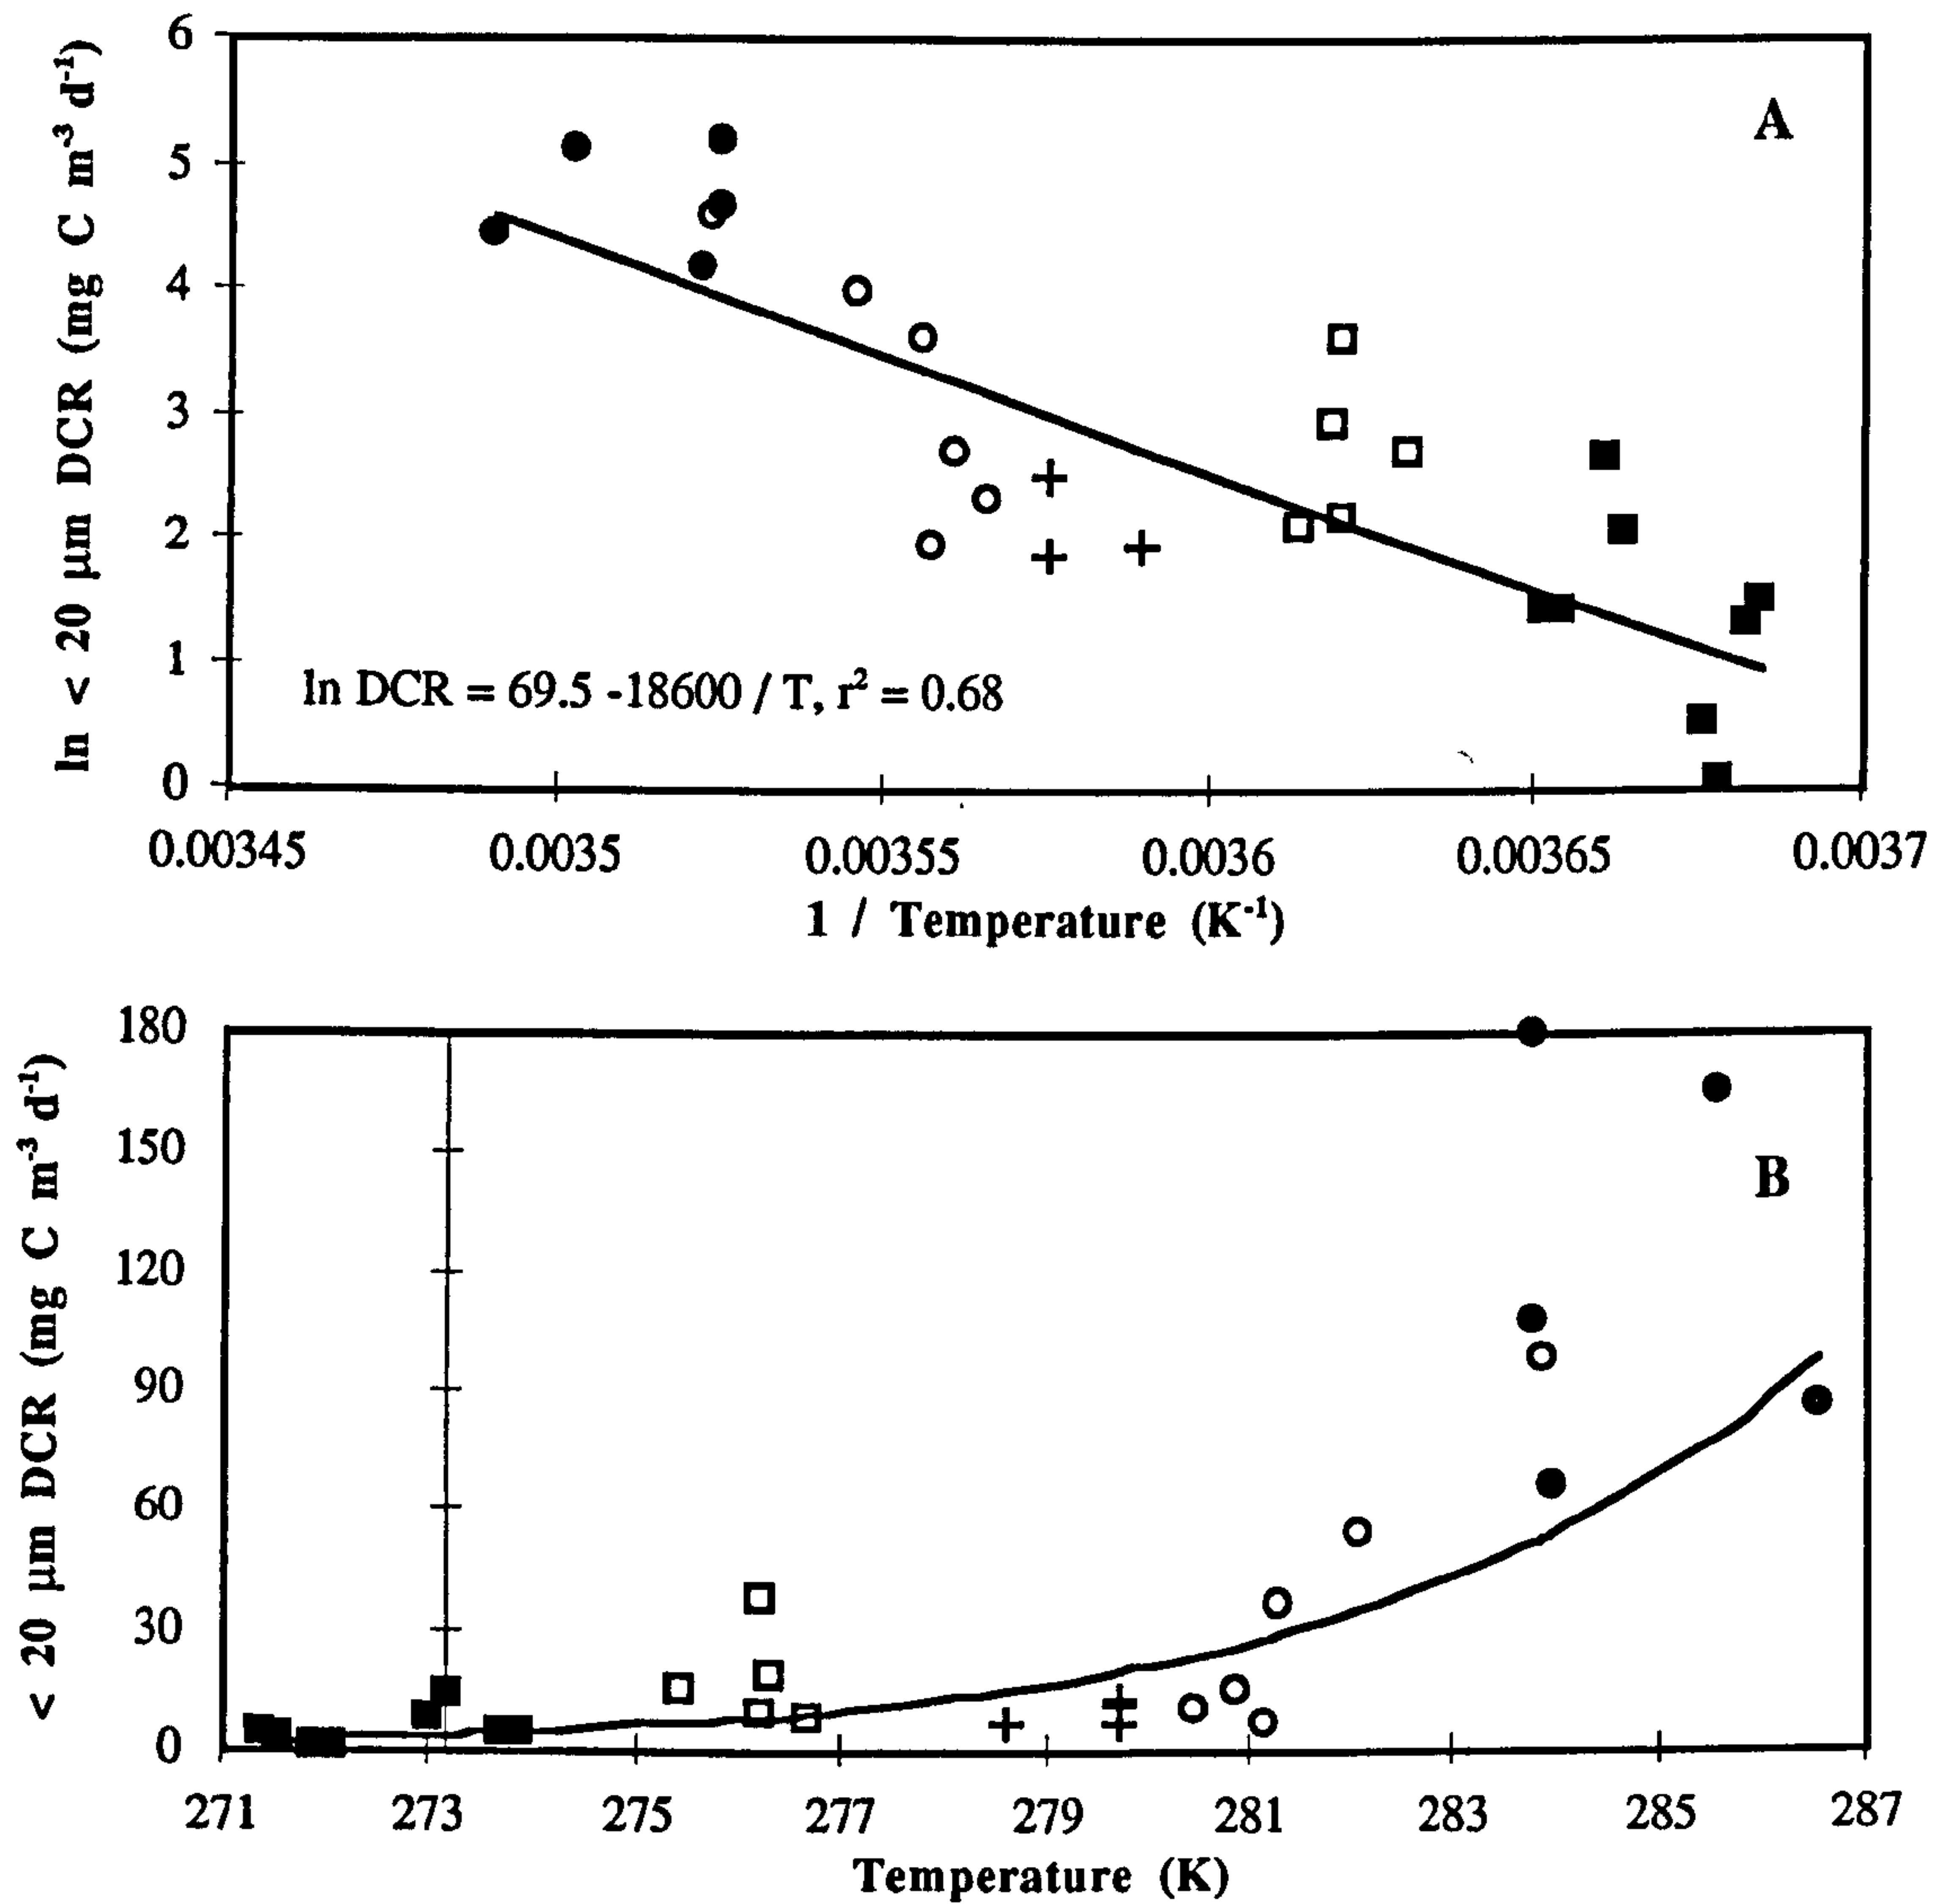 A
6
5
4
3
2
1
0
ln < 20 µm DCR (mg C m⁻³ d⁻¹)
ln DCR = 69.5 -18600 / T, r² = 0.68
0.00345 0.0035 0.00355 0.0036 0.00365 0.0037
1 / Temperature (K⁻¹)
B
180
150
120
90
60
30
0
< 20 µm DCR (mg C m⁻³ d⁻¹)
271 273 275 277 279 281 283 285 287
Temperature (K)